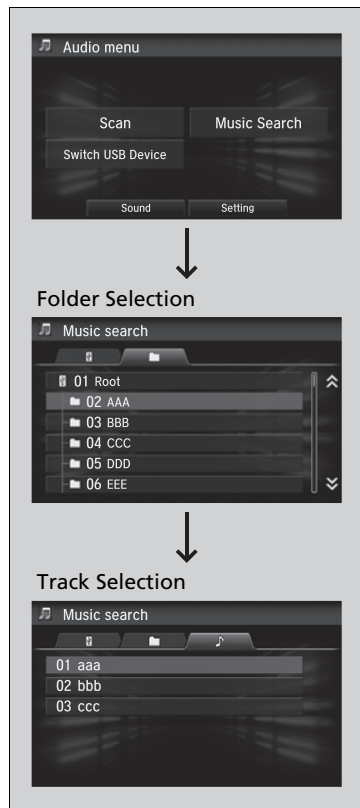 Audio menu
Scan Music Search
Switch USB Device
Sound Setting
Folder Selection
Music search
01 Root
02 AAA
03 BBB
04 CCC
05 DDD
06 EEE
Track Selection
Music search
01 aaa
02 bbb
03 ccc